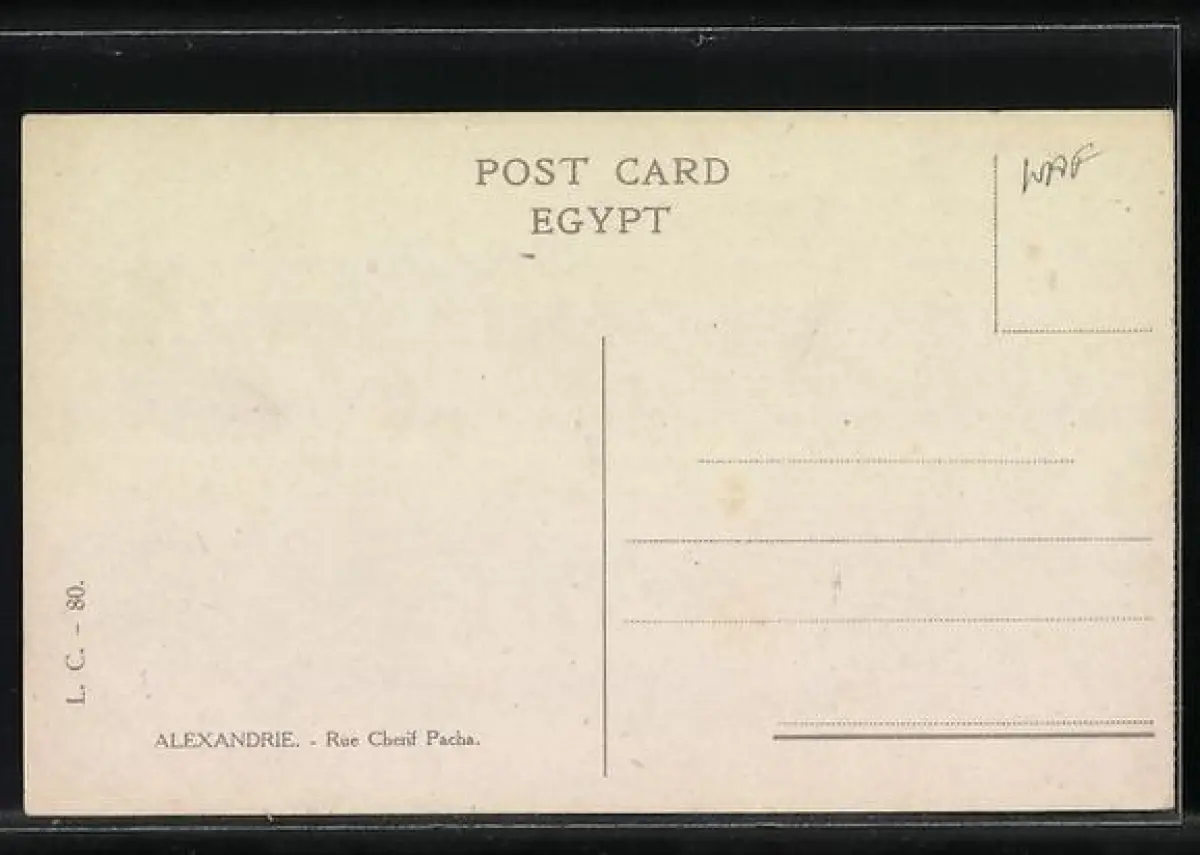 POST CARD
EGYPT
L. C. - 80.
ALEXANDRIE. - Rue Cherif Pacha.